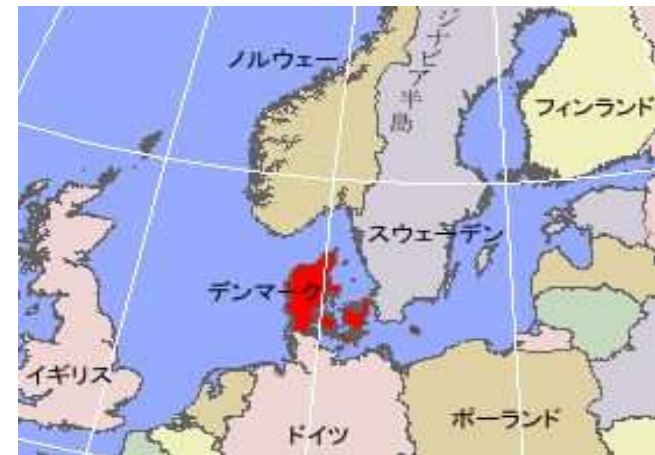 ジナビア半島
ノルウェー
フィンランド
スウェーデン
デンマーク
イギリス
ポーランド
ドイツ